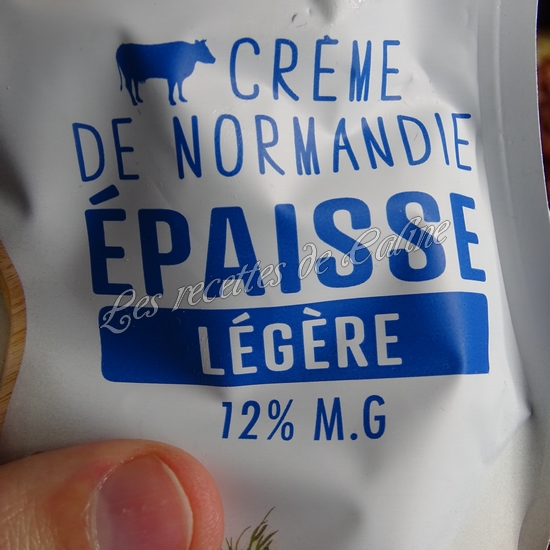 CRÈME
DE NORMANDIE
ÉPAISSE
Les recettes de Caline
LÉGÈRE
12% M.G